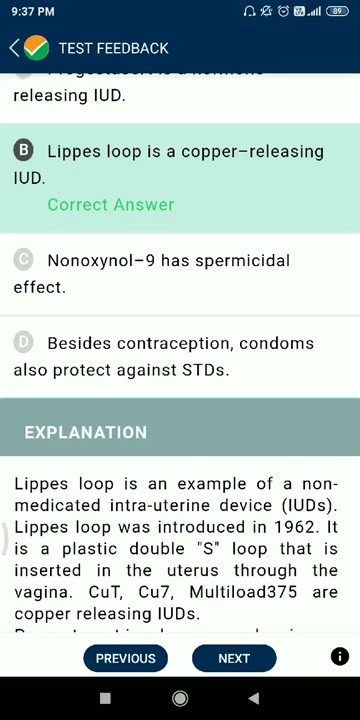 9:37 PM
89
TEST FEEDBACK
releasing IUD.
B Lippes loop is a copper–releasing
IUD.
Correct Answer
C Nonoxynol–9 has spermicidal
effect.
D Besides contraception, condoms
also protect against STDs.
EXPLANATION
Lippes loop is an example of a non-
medicated intra-uterine device (IUDs).
Lippes loop was introduced in 1962. It
is a plastic double "S" loop that is
inserted in the uterus through the
vagina. CuT, Cu7, Multiload375 are
copper releasing IUDs.
PREVIOUS
NEXT